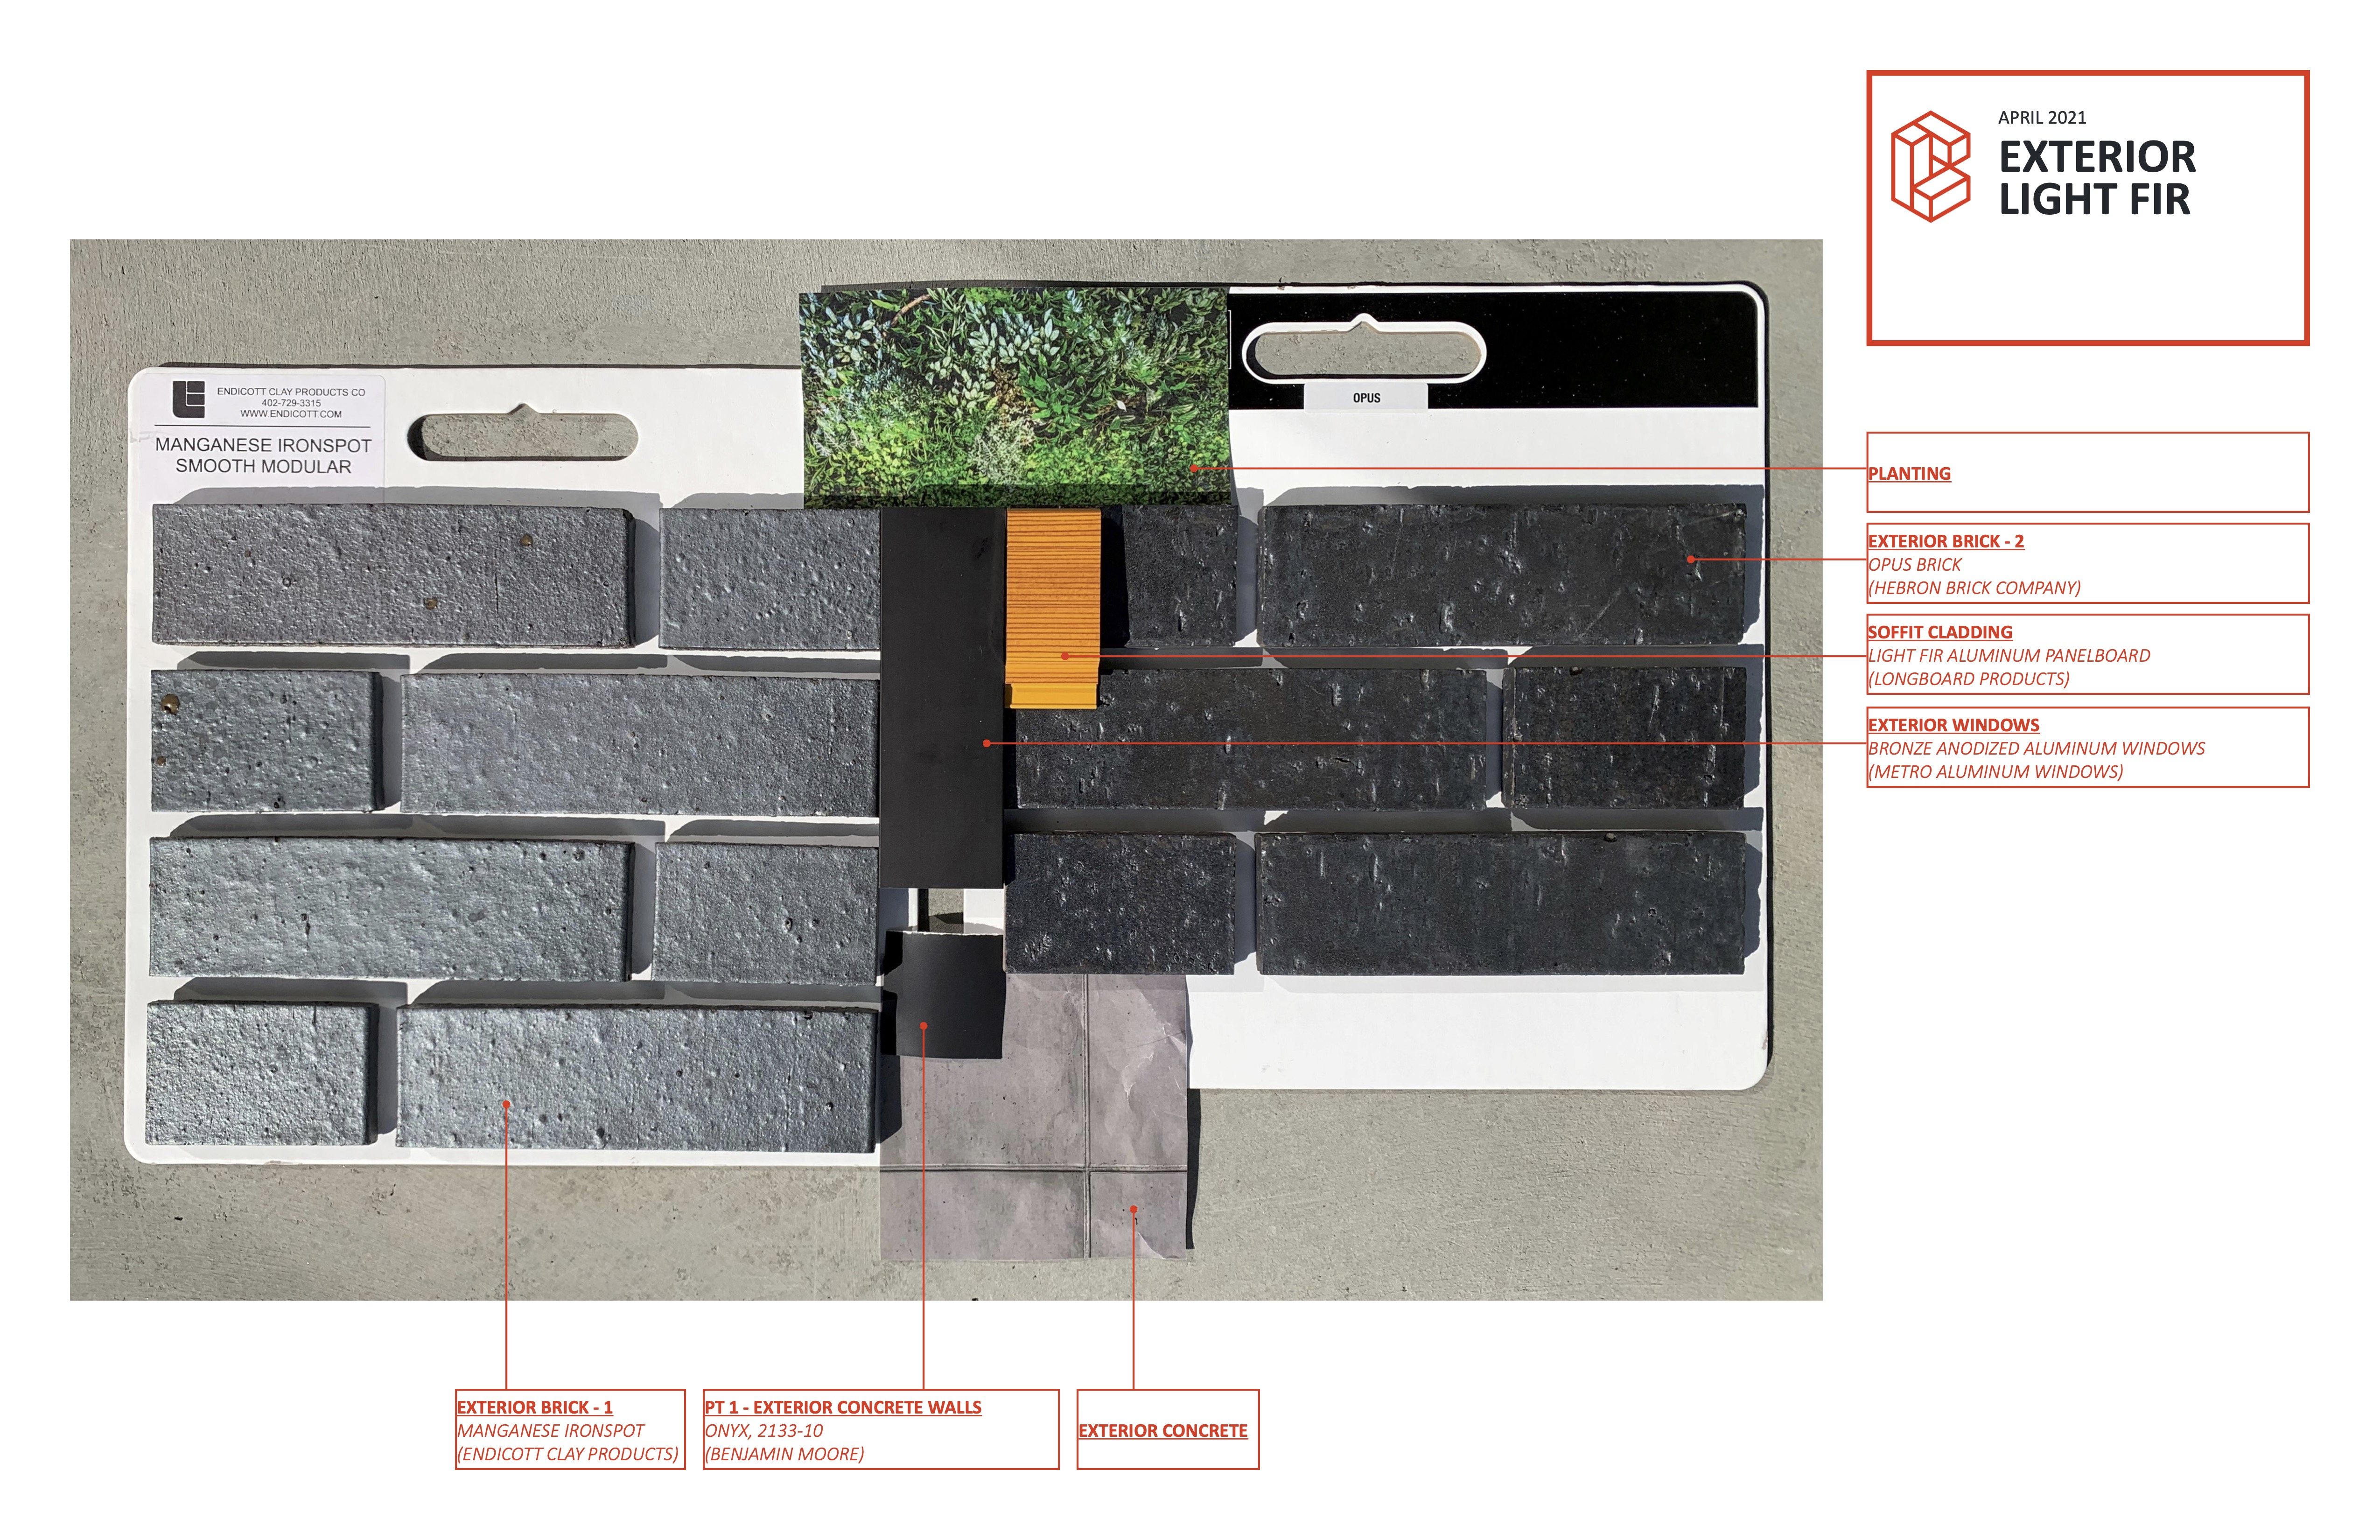 APRIL 2021
EXTERIOR
LIGHT FIR
ENDICOTT CLAY PRODUCTS CO
402-729-3315
WWW.ENDICOTT.COM
MANGANESE IRONSPOT
SMOOTH MODULAR
OPUS
PLANTING
EXTERIOR BRICK - 2
OPUS BRICK
(HEBRON BRICK COMPANY)
SOFFIT CLADDING
LIGHT FIR ALUMINUM PANELBOARD
(LONGBOARD PRODUCTS)
EXTERIOR WINDOWS
BRONZE ANODIZED ALUMINUM WINDOWS
(METRO ALUMINUM WINDOWS)
EXTERIOR BRICK - 1
MANGANESE IRONSPOT
(ENDICOTT CLAY PRODUCTS)
PT 1 - EXTERIOR CONCRETE WALLS
ONYX, 2133-10
(BENJAMIN MOORE)
EXTERIOR CONCRETE